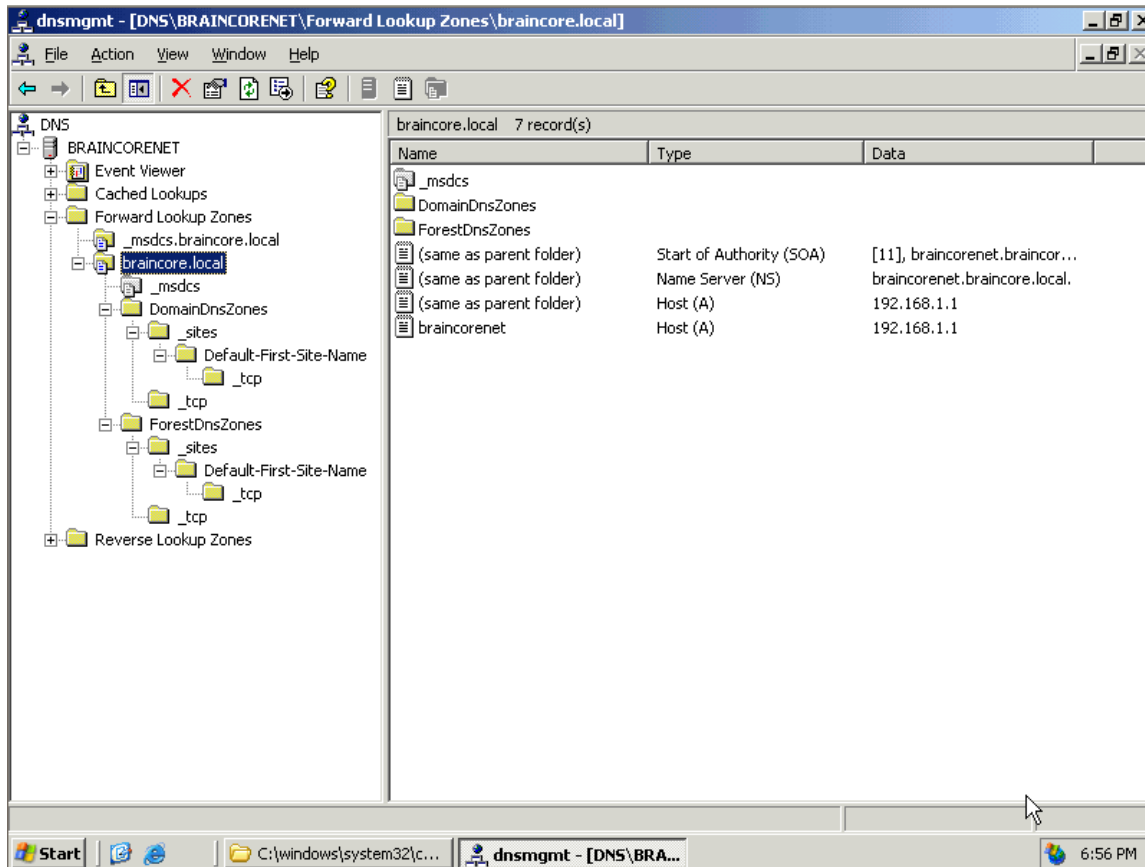 dnsmgmt - [DNS\BRAINCORENET\Forward Lookup Zones\braincore.local]
File Action View Window Help
DNS
BRAINCORENET
Event Viewer
Cached Lookups
Forward Lookup Zones
_msdcs.braincore.local
braincore.local
_msdcs
DomainDnsZones
_sites
Default-First-Site-Name
_tcp
_tcp
ForestDnsZones
_sites
Default-First-Site-Name
_tcp
_tcp
Reverse Lookup Zones
braincore.local 7 record(s)
Name Type Data
_msdcs
DomainDnsZones
ForestDnsZones
(same as parent folder) Start of Authority (SOA) [11], braincorenet.braincor...
(same as parent folder) Name Server (NS) braincorenet.braincore.local.
(same as parent folder) Host (A) 192.168.1.1
braincorenet Host (A) 192.168.1.1
Start C:\windows\system32\c... dnsmgmt - [DNS\BRA... 6:56 PM